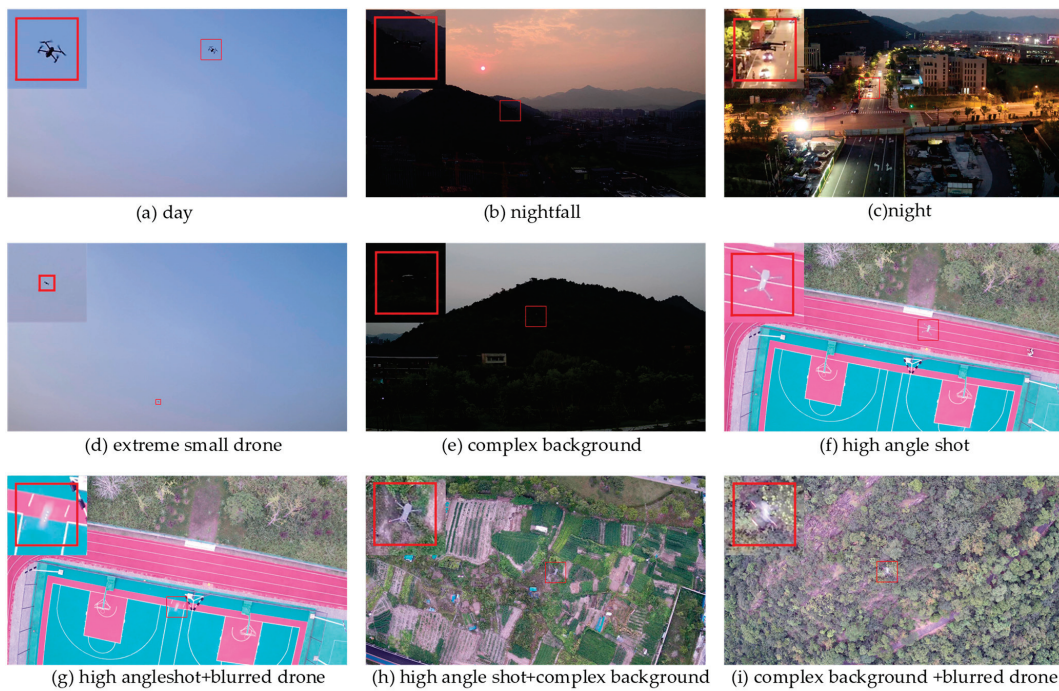 (a) day
(b) nightfall
(c)night
(d) extreme small drone
(e) complex background
(f) high angle shot
(g) high angleshot+blurred drone
(h) high angle shot+complex background
(i) complex background +blurred drone